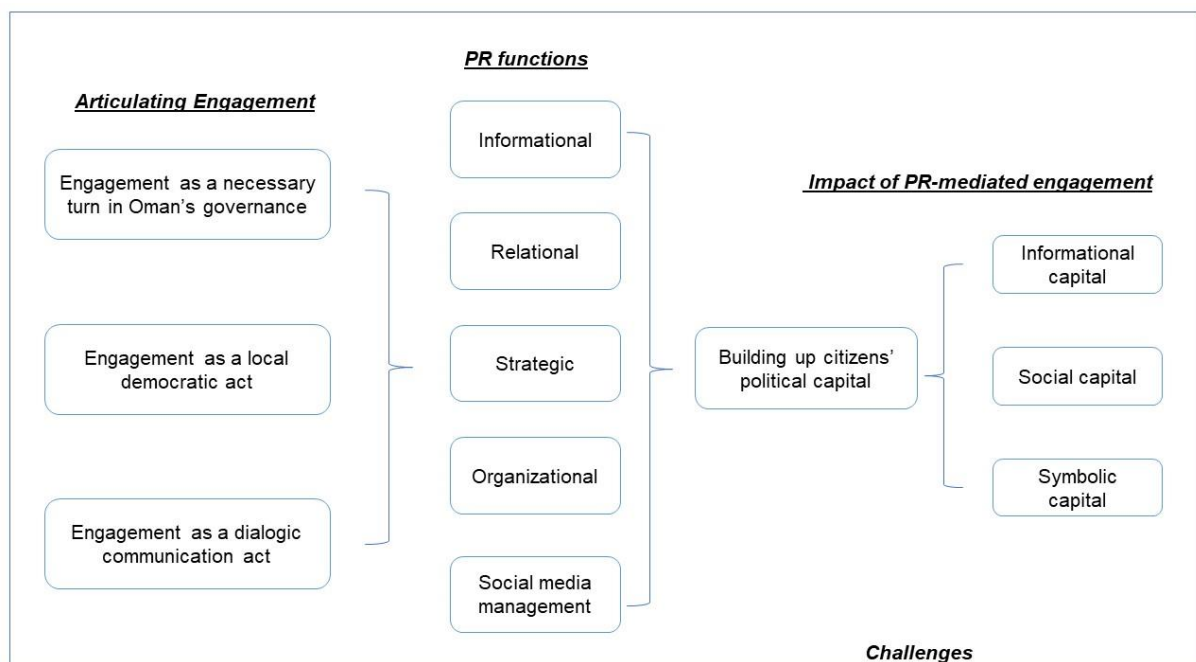 PR functions
Articulating Engagement
Informational
Engagement as a necessary
turn in Oman's governance
Impact of PR-mediated engagement
Relational
Informational
capital
Engagement as a local
democratic act
Strategic
Building up citizens'
political capital
Social capital
Organizational
Symbolic
capital
Engagement as a dialogic
communication act
Social media
management
Challenges